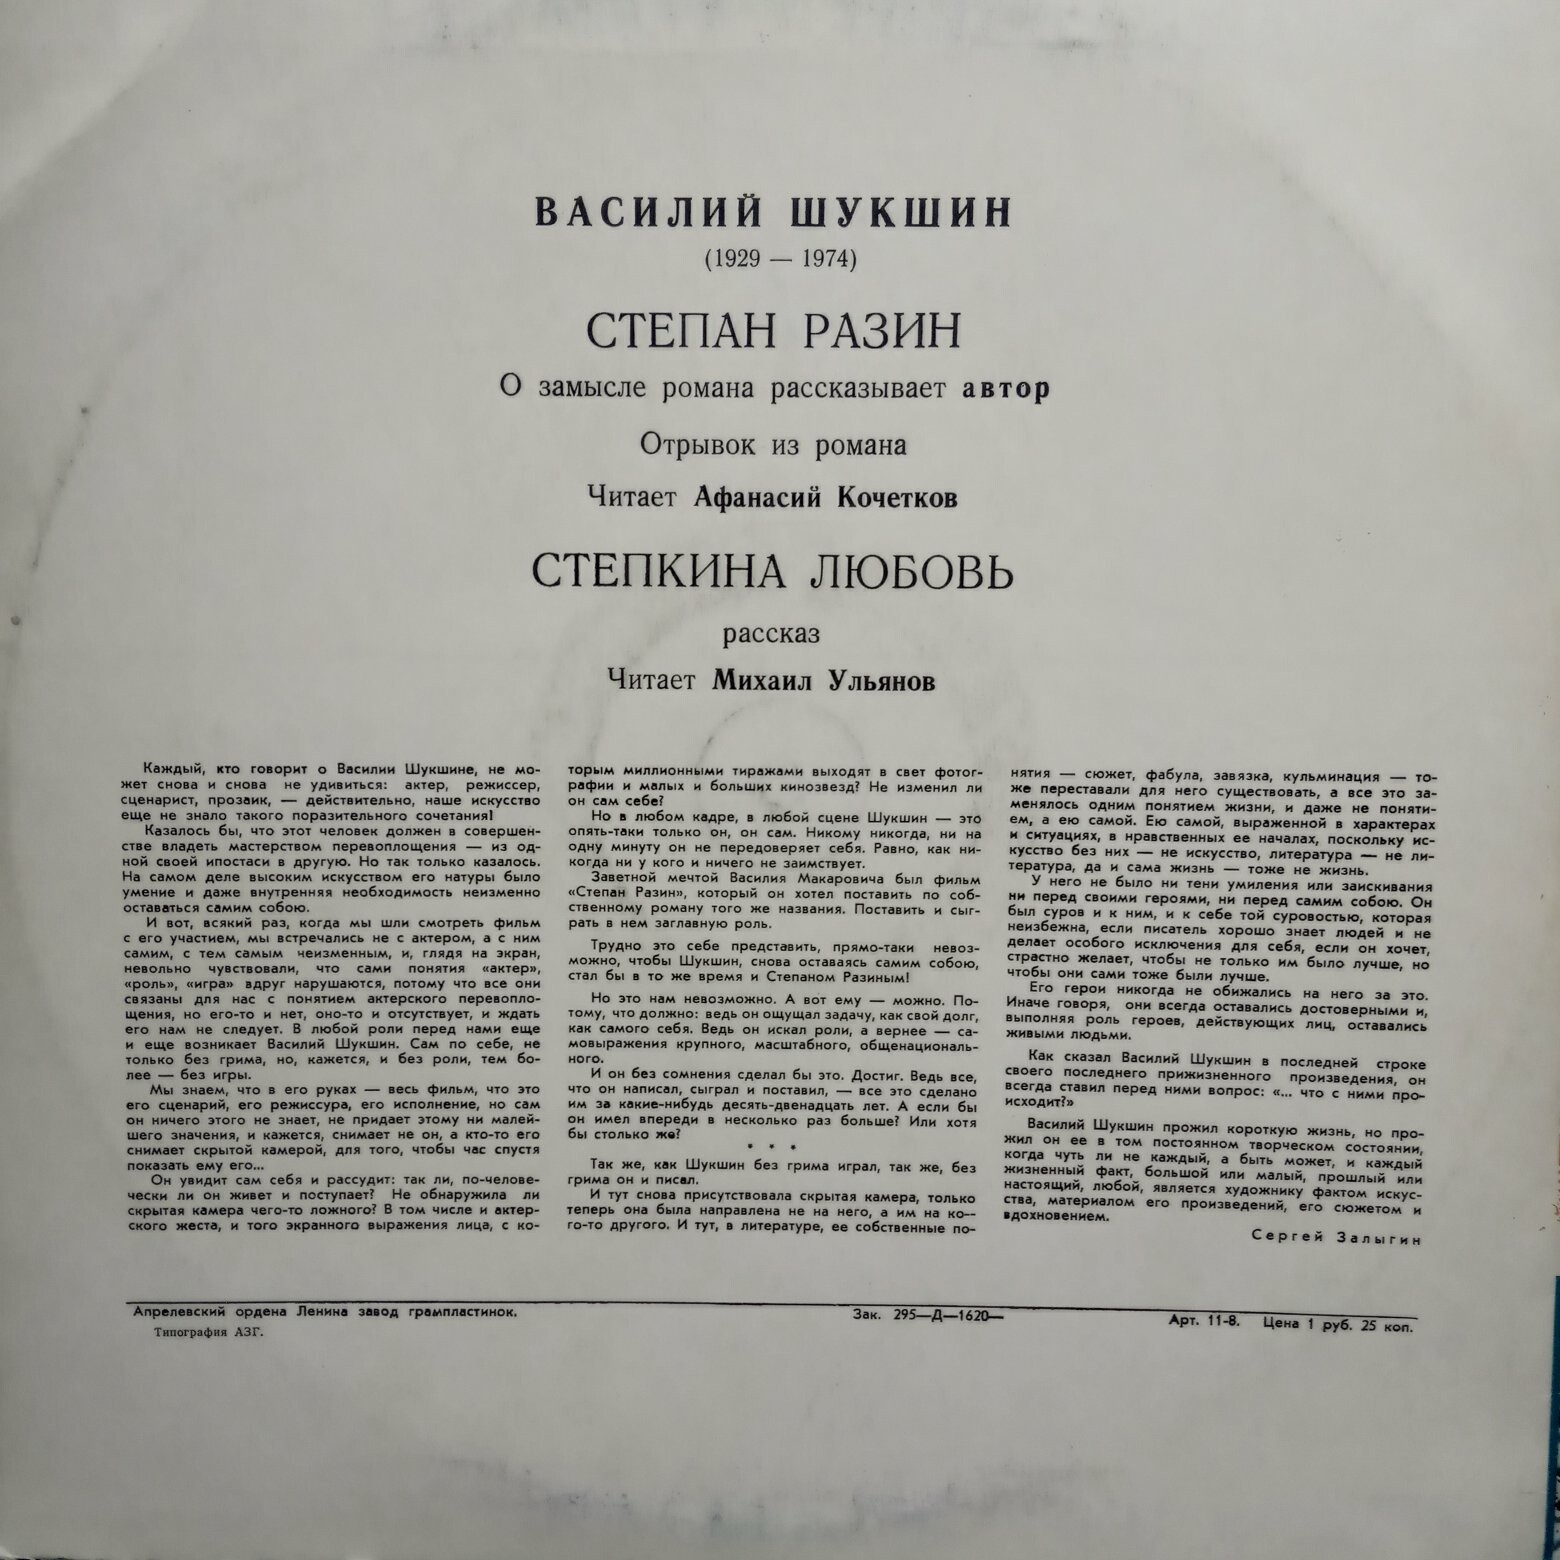 ВАСИЛИЙ ШУКШИН
(1929 — 1974)
СТЕПАН РАЗИН
О замысле романа рассказывает автор
Отрывок из романа
Читает Афанасий Кочетков
СТЕПКИНА ЛЮБОВЬ
рассказ
Читает Михаил Ульянов
Каждый, кто говорит о Василии Шукшине, не мо-
жет снова и снова не удивиться: актер, режиссер,
сценарист, прозаик, — действительно, наше искусство
еще не знало такого поразительного сочетания!
Казалось бы, что этот человек должен в совершен-
стве владеть мастерством перевоплощения — из од-
ной своей ипостаси в другую. Но так только казалось.
На самом деле высоким искусством его натуры было
умение и даже внутренняя необходимость неизменно
оставаться самим собою.
И вот, всякий раз, когда мы шли смотреть фильм
с его участием, мы встречались не с актером, а с ним
самим, с тем самым неизменным, и, глядя на экран,
невольно чувствовали, что сами понятия «актер»,
«роль», «игра» вдруг нарушаются, потому что все они
связаны для нас с понятием актерского перевопло-
щения, но его-то и нет, оно-то и отсутствует, и ждать
его нам не следует. В любой роли перед нами еще
и еще возникает Василий Шукшин. Сам по себе, не
только без грима, но, кажется, и без роли, тем бо-
лее — без игры.
Мы знаем, что в его руках — весь фильм, что это
его сценарий, его режиссура, его исполнение, но сам
он ничего этого не знает, не придает этому ни малей-
шего значения, и кажется, снимает не он, а кто-то его
снимает скрытой камерой, для того, чтобы час спустя
показать ему его...
Он увидит сам себя и рассудит: так ли, по-челове-
чески ли он живет и поступает? Не обнаружила ли
скрытая камера чего-то ложного? В том числе и актер-
ского жеста, и того экранного выражения лица, с ко-
торым миллионными тиражами выходят в свет фотог-
рафии и малых и больших кинозвезд? Не изменил ли
он сам себе?
Но в любом кадре, в любой сцене Шукшин — это
опять-таки только он, он сам. Никому никогда, ни на
одну минуту он не передоверяет себя. Равно, как ни-
когда ни у кого и ничего не заимствует.
Заветной мечтой Василия Макаровича был фильм
«Степан Разин», который он хотел поставить по соб-
ственному роману того же названия. Поставить и сыг-
рать в нем заглавную роль.
Трудно это себе представить, прямо-таки невоз-
можно, чтобы Шукшин, снова оставаясь самим собою,
стал бы в то же время и Степаном Разиным!
Но это нам невозможно. А вот ему — можно. По-
тому, что должно: ведь он ощущал задачу, как свой долг,
как самого себя. Ведь он искал роли, а вернее — са-
мовыражения крупного, масштабного, общенациональ-
ного.
И он без сомнения сделал бы это. Достиг. Ведь все,
что он написал, сыграл и поставил, — все это сделано
им за какие-нибудь десять-двенадцать лет. А если бы
он имел впереди в несколько раз больше? Или хотя
бы столько же?
* * *
Так же, как Шукшин без грима играл, так же, без
грима он и писал.
И тут снова присутствовала скрытая камера, только
теперь она была направлена не на него, а им на ко—
го-то другого. И тут, в литературе, ее собственные по-
нятия — сюжет, фабула, завязка, кульминация — то-
же переставали для него существовать, а все это за-
менялось одним понятием жизни, и даже не поняти-
ем, а ею самой. Ею самой, выраженной в характерах
и ситуациях, в нравственных ее началах, поскольку ис-
кусство без них — не искусство, литература — не ли-
тература, да и сама жизнь — тоже не жизнь.
У него не было ни тени умиления или заискивания
ни перед своими героями, ни перед самим собою. Он
был суров и к ним, и к себе той суровостью, которая
неизбежна, если писатель хорошо знает людей и не
делает особого исключения для себя, если он хочет,
страстно желает, чтобы не только им было лучше, но
чтобы они сами тоже были лучше.
Его герои никогда не обижались на него за это.
Иначе говоря, они всегда оставались достоверными и,
выполняя роль героев, действующих лиц, оставались
живыми людьми.
Как сказал Василий Шукшин в последней строке
своего последнего прижизненного произведения, он
всегда ставил перед ними вопрос: «... что с ними про-
исходит?»
Василий Шукшин прожил короткую жизнь, но про-
жил он ее в том постоянном творческом состоянии,
когда чуть ли не каждый, а быть может, и каждый
жизненный факт, большой или малый, прошлый или
настоящий, любой, является художнику фактом искус-
ства, материалом его произведений, его сюжетом и
вдохновением.
Сергей Залыгин
Апрелевский ордена Ленина завод грампластинок.
Зак. 295—Д—1620—
Арт. 11-8. Цена 1 руб. 25 коп.
Типография АЗГ.